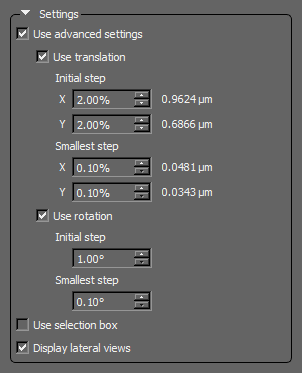 Settings
Use advanced settings
Use translation
Initial step
X 2.00% 0.9624 µm
Y 2.00% 0.6866 µm
Smallest step
X 0.10% 0.0481 µm
Y 0.10% 0.0343 µm
Use rotation
Initial step
1.00°
Smallest step
0.10°
Use selection box
Display lateral views